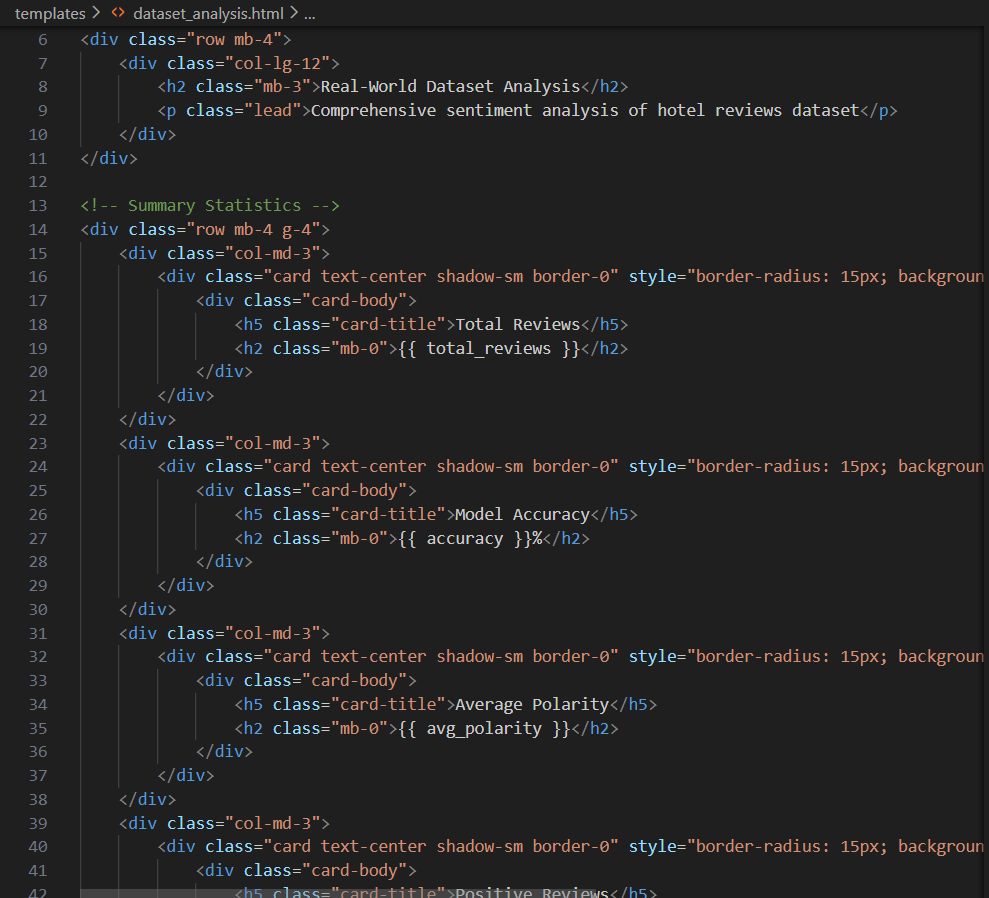 templates > <> dataset_analysis.html > ...
6 <div class="row mb-4">
7     <div class="col-lg-12">
8         <h2 class="mb-3">Real-World Dataset Analysis</h2>
9         <p class="lead">Comprehensive sentiment analysis of hotel reviews dataset</p>
10     </div>
11 </div>
12
13 <!-- Summary Statistics -->
14 <div class="row mb-4 g-4">
15     <div class="col-md-3">
16         <div class="card text-center shadow-sm border-0" style="border-radius: 15px; backgroun
17             <div class="card-body">
18                 <h5 class="card-title">Total Reviews</h5>
19                 <h2 class="mb-0">{{ total_reviews }}</h2>
20             </div>
21         </div>
22     </div>
23     <div class="col-md-3">
24         <div class="card text-center shadow-sm border-0" style="border-radius: 15px; backgroun
25             <div class="card-body">
26                 <h5 class="card-title">Model Accuracy</h5>
27                 <h2 class="mb-0">{{ accuracy }}%</h2>
28             </div>
29         </div>
30     </div>
31     <div class="col-md-3">
32         <div class="card text-center shadow-sm border-0" style="border-radius: 15px; backgroun
33             <div class="card-body">
34                 <h5 class="card-title">Average Polarity</h5>
35                 <h2 class="mb-0">{{ avg_polarity }}</h2>
36             </div>
37         </div>
38     </div>
39     <div class="col-md-3">
40         <div class="card text-center shadow-sm border-0" style="border-radius: 15px; backgroun
41             <div class="card-body">
42                 <h5 class="card-title">Positive Reviews</h5>